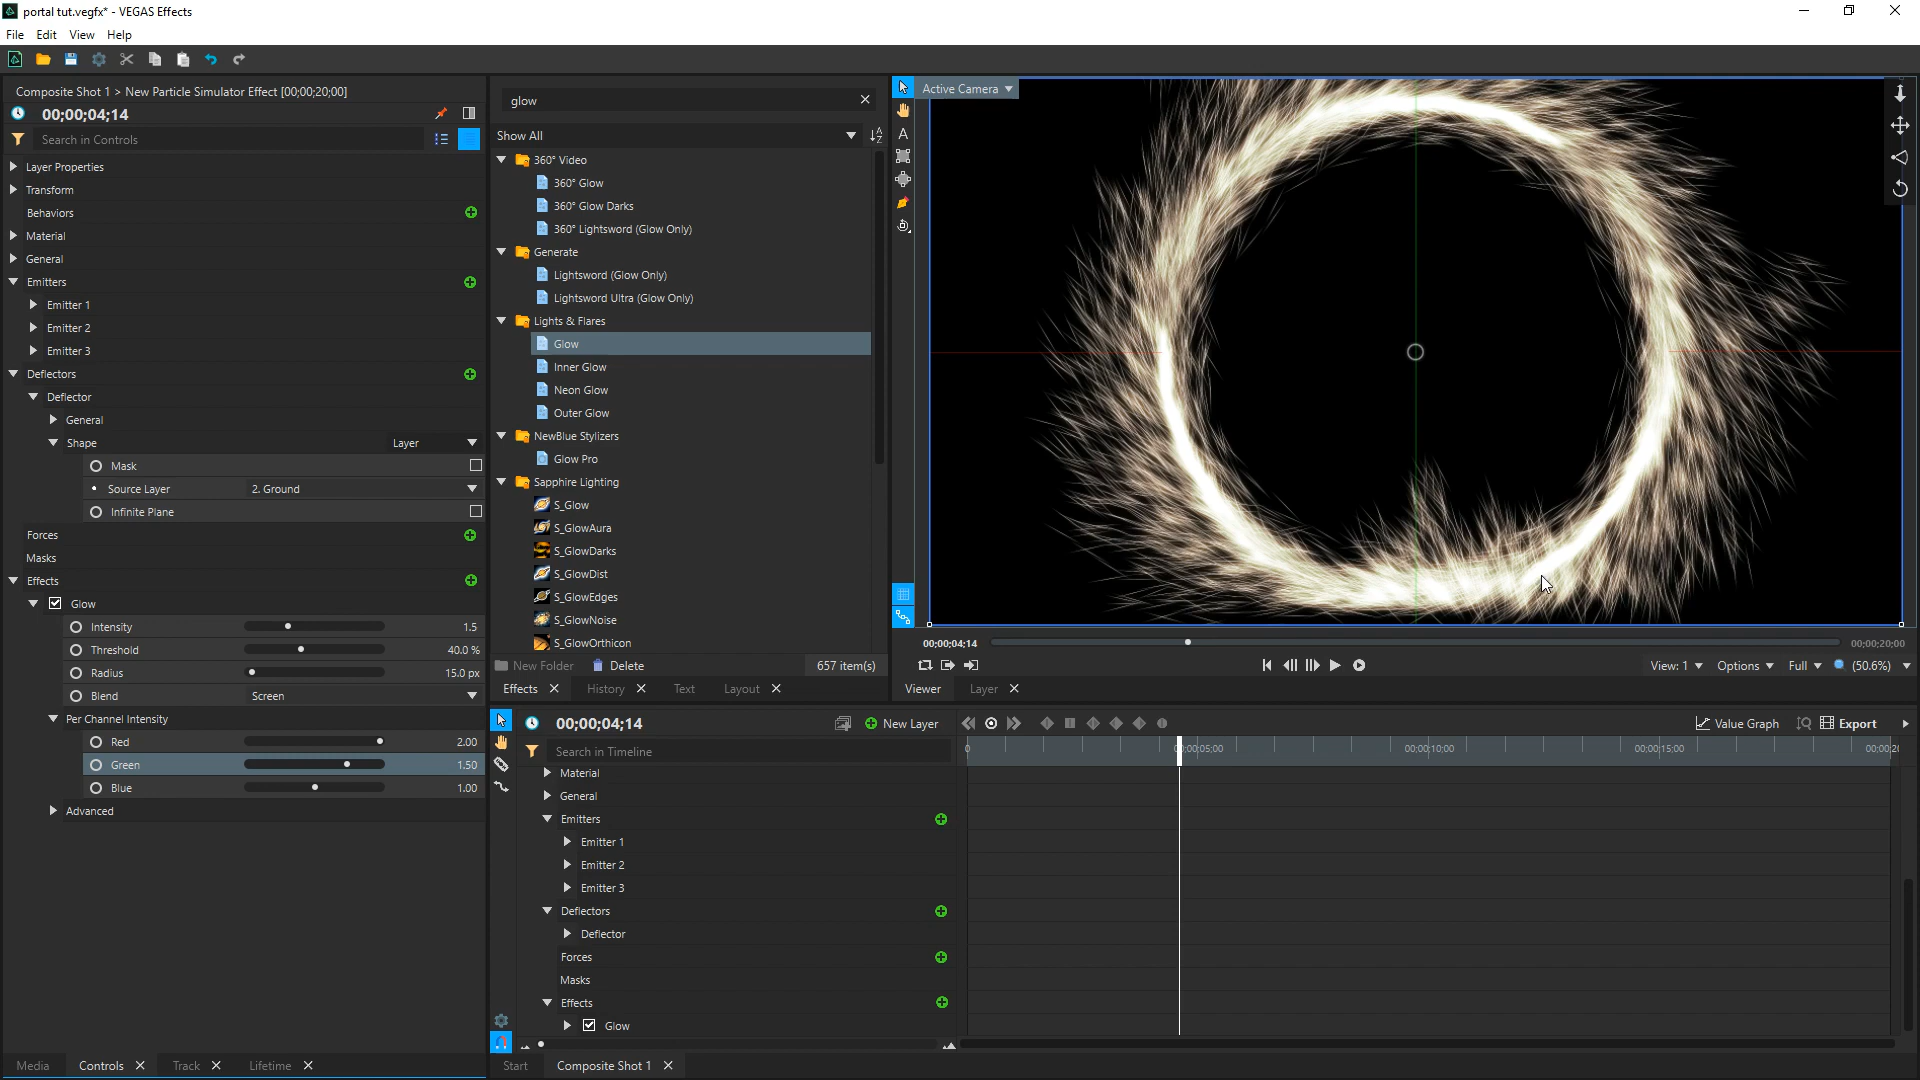 portal tut.vegfx* - VEGAS Effects
File Edit View Help
Composite Shot 1 > New Particle Simulator Effect [00;00;20;00]
00;00;04;14
Search in Controls
Layer Properties
Transform
Behaviors
Material
General
Emitters
Emitter 1
Emitter 2
Emitter 3
Deflectors
Deflector
General
Shape Layer
Mask
Source Layer 2. Ground
Infinite Plane
Forces
Masks
Effects
Glow
Intensity 1.5
Threshold 40.0 %
Radius 15.0 px
Blend Screen
Per Channel Intensity
Red 2.00
Green 1.50
Blue 1.00
Advanced
Media Controls Track Lifetime
glow
Show All
360° Video
360° Glow
360° Glow Darks
360° Lightsword (Glow Only)
Generate
Lightsword (Glow Only)
Lightsword Ultra (Glow Only)
Lights & Flares
Glow
Inner Glow
Neon Glow
Outer Glow
NewBlue Stylizers
Glow Pro
Sapphire Lighting
S_Glow
S_GlowAura
S_GlowDarks
S_GlowDist
S_GlowEdges
S_GlowNoise
S_GlowOrthicon
New Folder Delete 657 item(s)
Effects History Text Layout
Active Camera
00;00;04;14 00;00;20;00
View: 1 Options Full (50.6%)
Viewer Layer
00;00;04;14 New Layer Value Graph Export
Search in Timeline
0 00;00;05;00 00;00;10;00 00;00;15;00
Material
General
Emitters
Emitter 1
Emitter 2
Emitter 3
Deflectors
Deflector
Forces
Masks
Effects
Glow
Start Composite Shot 1